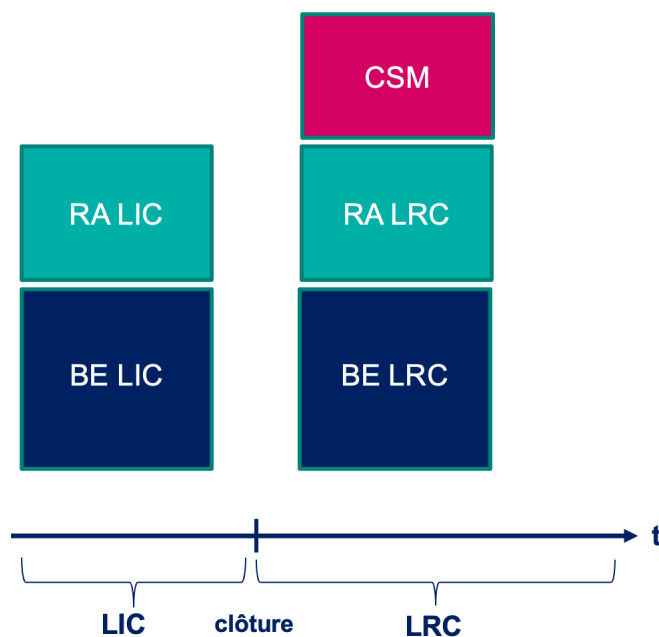 CSM
RA LIC
RA LRC
BE LIC
BE LRC
t
LIC
clôture
LRC